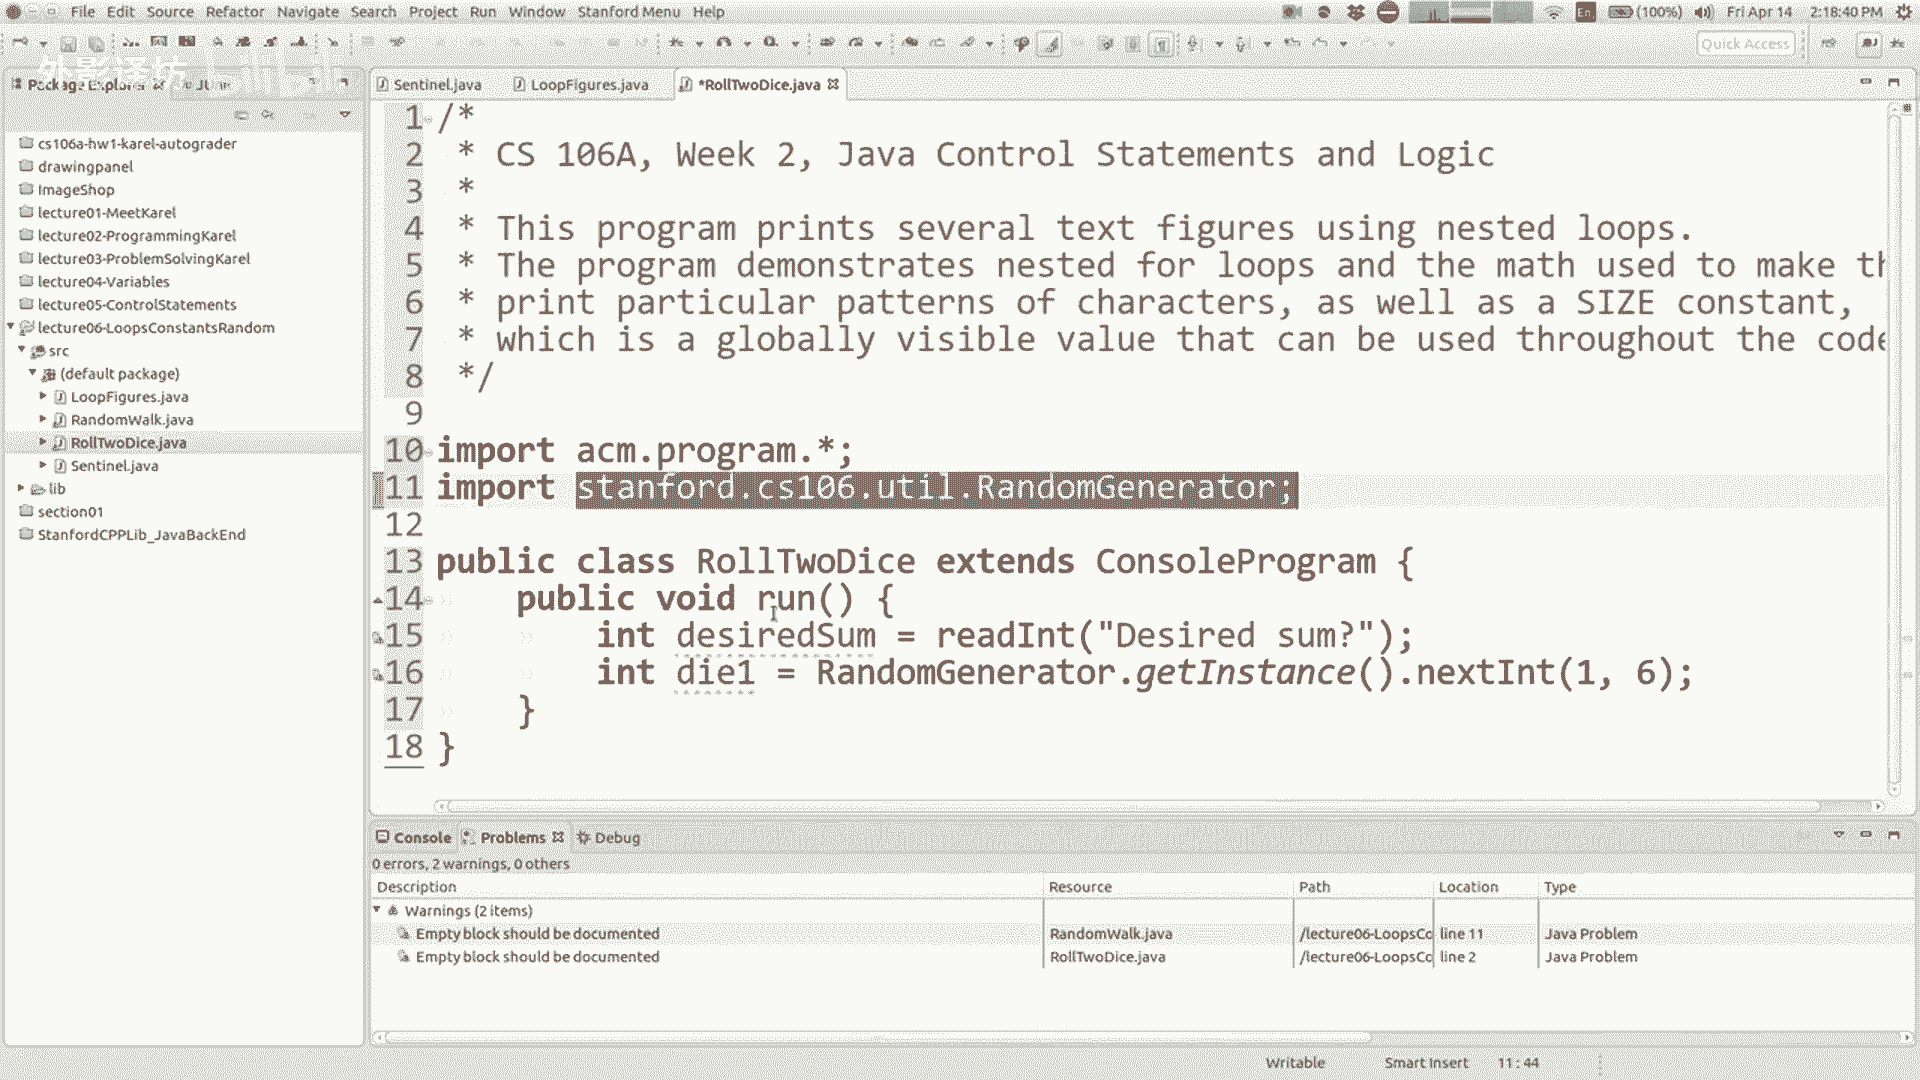 File Edit Source Refactor Navigate Search Project Run Window Stanford Menu Help
En (100%) Fri Apr 14 2:18:40 PM
Quick Access
外影译坊 bilibili
Package Explorer
Sentinel.java LoopFigures.java *RollTwoDice.java
cs106a-hw1-karel-autograder
drawingpanel
ImageShop
lecture01-MeetKarel
lecture02-ProgrammingKarel
lecture03-ProblemSolvingKarel
lecture04-Variables
lecture05-ControlStatements
lecture06-LoopsConstantsRandom
src
(default package)
LoopFigures.java
RandomWalk.java
RollTwoDice.java
Sentinel.java
lib
section01
StanfordCPPLib_JavaBackEnd
1 /*
2 * CS 106A, Week 2, Java Control Statements and Logic
3 *
4 * This program prints several text figures using nested loops.
5 * The program demonstrates nested for loops and the math used to make th
6 * print particular patterns of characters, as well as a SIZE constant,
7 * which is a globally visible value that can be used throughout the code
8 */
9
10 import acm.program.*;
11 import stanford.cs106.util.RandomGenerator;
12
13 public class RollTwoDice extends ConsoleProgram {
14 public void run() {
15 int desiredSum = readInt("Desired sum?");
16 int die1 = RandomGenerator.getInstance().nextInt(1, 6);
17 }
18 }
Console Problems Debug
0 errors, 2 warnings, 0 others
Description Resource Path Location Type
Warnings (2 items)
Empty block should be documented RandomWalk.java /lecture06-LoopsCo line 11 Java Problem
Empty block should be documented RollTwoDice.java /lecture06-LoopsCo line 2 Java Problem
Writable Smart Insert 11 : 44